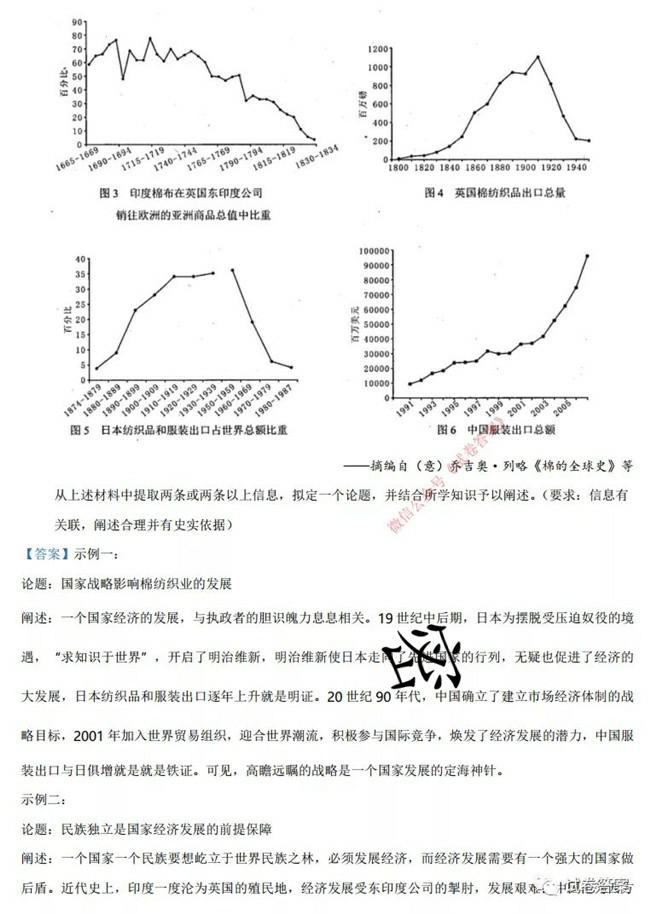 90
80
70
60
50
40
30
20
10
0
百分比
1665-1669
1690-1694
1715-1719
1740-1744
1765-1769
1790-1794
1815-1819
1830-1834
图3 印度棉布在英国东印度公司
销往欧洲的亚洲商品总值中比重
1200
1000
800
600
400
200
0
百万磅
1800 1820 1840 1860 1880 1900 1920 1940
图4 英国棉纺织品出口总量
40
35
30
25
20
15
10
5
0
百分比
1874-1879
1880-1889
1890-1899
1900-1909
1910-1919
1920-1929
1930-1939
1950-1959
1960-1969
1970-1979
1980-1987
图5 日本纺织品和服装出口占世界总额比重
100000
90000
80000
70000
60000
50000
40000
30000
20000
10000
0
百万美元
1991
1993
1995
1997
1999
2001
2003
2005
图6 中国服装出口总额
——摘编自（意）乔吉奥·列略《棉的全球史》等
微信公众号《试卷答案》
从上述材料中提取两条或两条以上信息，拟定一个论题，并结合所学知识予以阐述。（要求：信息有
关联，阐述合理并有史实依据）
【答案】示例一：
论题：国家战略影响棉纺织业的发展
阐述：一个国家经济的发展，与执政者的胆识魄力息息相关。19世纪中后期，日本为摆脱受压迫奴役的境
遇，“求知识于世界”，开启了明治维新，明治维新使日本走向了先进国家的行列，无疑也促进了经济的
大发展，日本纺织品和服装出口逐年上升就是明证。20世纪90年代，中国确立了建立市场经济体制的战
略目标，2001年加入世界贸易组织，迎合世界潮流，积极参与国际竞争，焕发了经济发展的潜力，中国服
装出口与日俱增就是就是铁证。可见，高瞻远瞩的战略是一个国家发展的定海神针。
示例二：
论题：民族独立是国家经济发展的前提保障
阐述：一个国家一个民族要想屹立于世界民族之林，必须发展经济，而经济发展需要有一个强大的国家做
后盾。近代史上，印度一度沦为英国的殖民地，经济发展受东印度公司的掣肘，发展艰难。中国
试卷答案
密